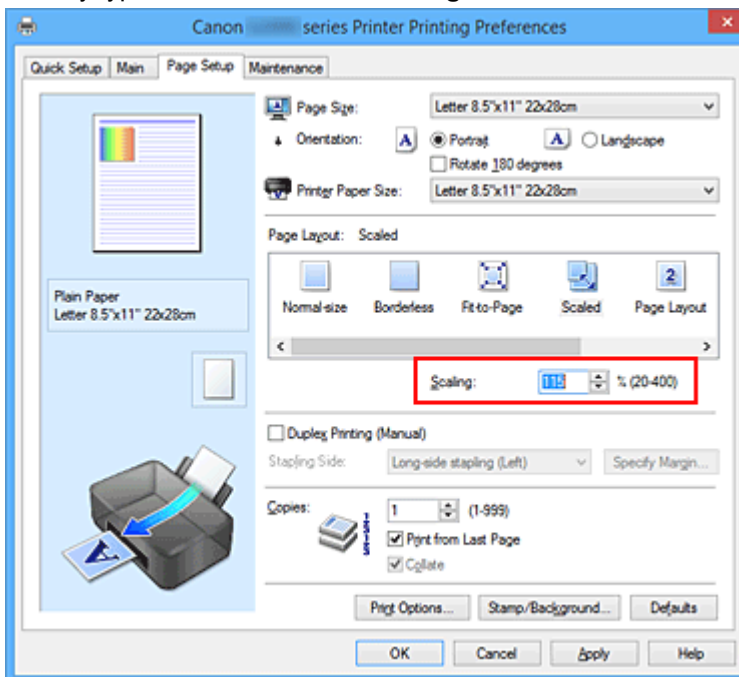 Canon series Printer Printing Preferences
Quick Setup Main Page Setup Maintenance
Page Size: Letter 8.5"x11" 22x28cm
Orientation: A Portrait A Landscape
Rotate 180 degrees
Printer Paper Size: Letter 8.5"x11" 22x28cm
Page Layout: Scaled
Normal-size Borderless Fit-to-Page Scaled 2 Page Layout
Plain Paper
Letter 8.5"x11" 22x28cm
Scaling: 115 % (20-400)
Duplex Printing (Manual)
Stapling Side: Long-side stapling (Left) Specify Margin...
Copies: 1 (1-999)
Print from Last Page
Collate
A
Print Options... Stamp/Background... Defaults
OK Cancel Apply Help